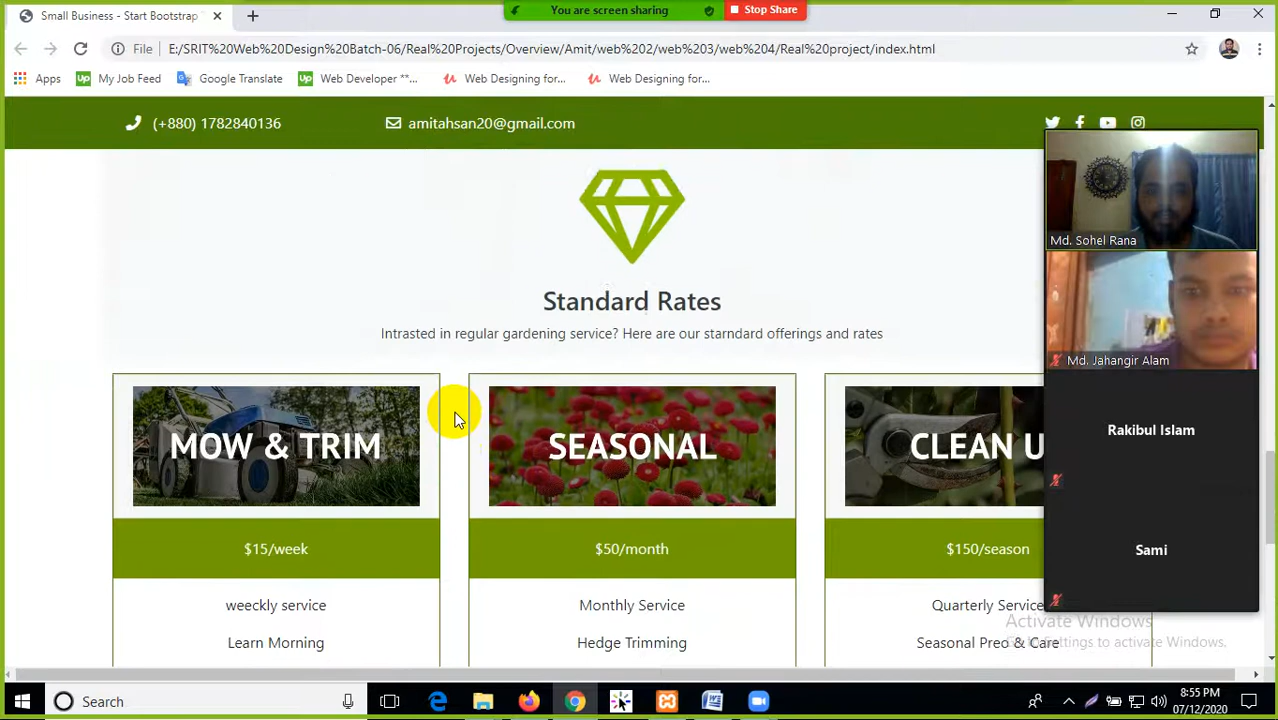 Small Business - Start Bootstrap
You are screen sharing
Stop Share
File
E:/SRIT%20Web%20Design%20Batch-06/Real%20Projects/Overview/Amit/web%202/web%203/web%204/Real%20project/index.html
Apps
Up My Job Feed
Google Translate
Up Web Developer **...
Web Designing for...
Web Designing for...
(+880) 1782840136
amitahsan20@gmail.com
Md. Sohel Rana
Standard Rates
Intrasted in regular gardening service? Here are our starndard offerings and rates
Md. Jahangir Alam
Rakibul Islam
MOW & TRIM
SEASONAL
CLEAN U
$15/week
$50/month
$150/season
Sami
weeckly service
Monthly Service
Quarterly Service
Activate Windows
Learn Morning
Hedge Trimming
Seasonal Preo & Care
Settings to activate Windows.
Search
8:55 PM
07/12/2020